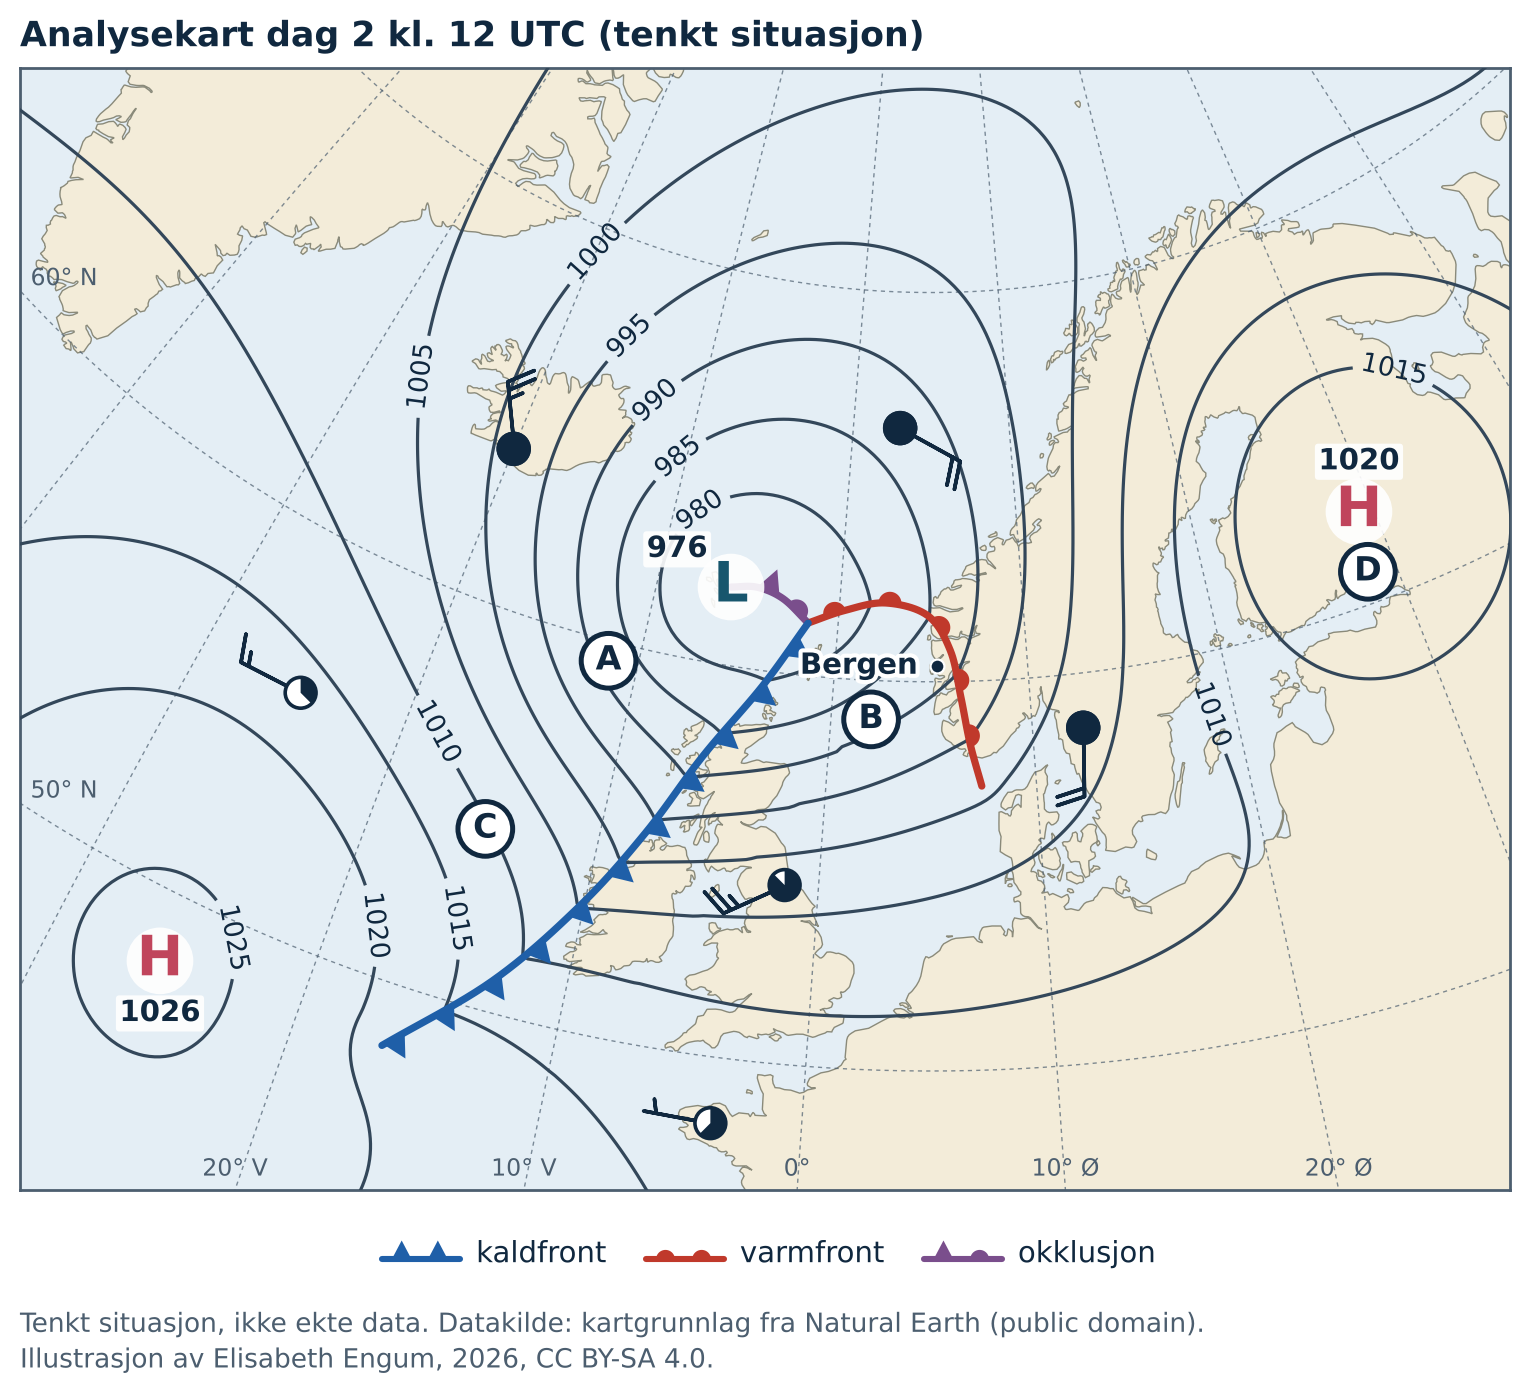 Analysekart dag 2 kl. 12 UTC (tenkt situasjon)
1000
60° N
995
1005
1015
990
985
1020
H
980
976
L
D
A
Bergen
B
1010
1010
50° N
C
1025
1020
1015
H
1026
20° V
10° V
0°
10° Ø
20° Ø
kaldfront
varmfront
okklusjon
Tenkt situasjon, ikke ekte data. Datakilde: kartgrunnlag fra Natural Earth (public domain).
Illustrasjon av Elisabeth Engum, 2026, CC BY-SA 4.0.